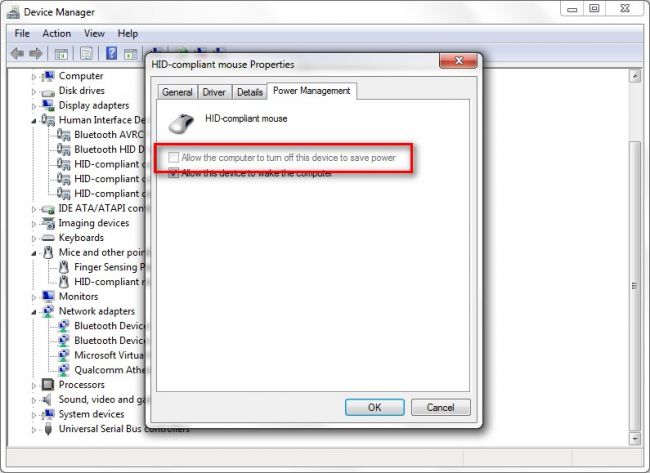 Device Manager
File Action View Help
HID-compliant mouse Properties
General Driver Details Power Management
HID-compliant mouse
Allow the computer to turn off this device to save power
Allow this device to wake the computer
OK Cancel
Computer
Disk drives
Display adapters
Human Interface De
Bluetooth AVRC
Bluetooth HID D
HID-compliant c
HID-compliant c
HID-compliant c
IDE ATA/ATAPI con
Imaging devices
Keyboards
Mice and other poin
Finger Sensing P
HID-compliant m
Monitors
Network adapters
Bluetooth Device
Bluetooth Device
Microsoft Virtua
Qualcomm Athe
Processors
Sound, video and ga
System devices
Universal Serial Bus controllers